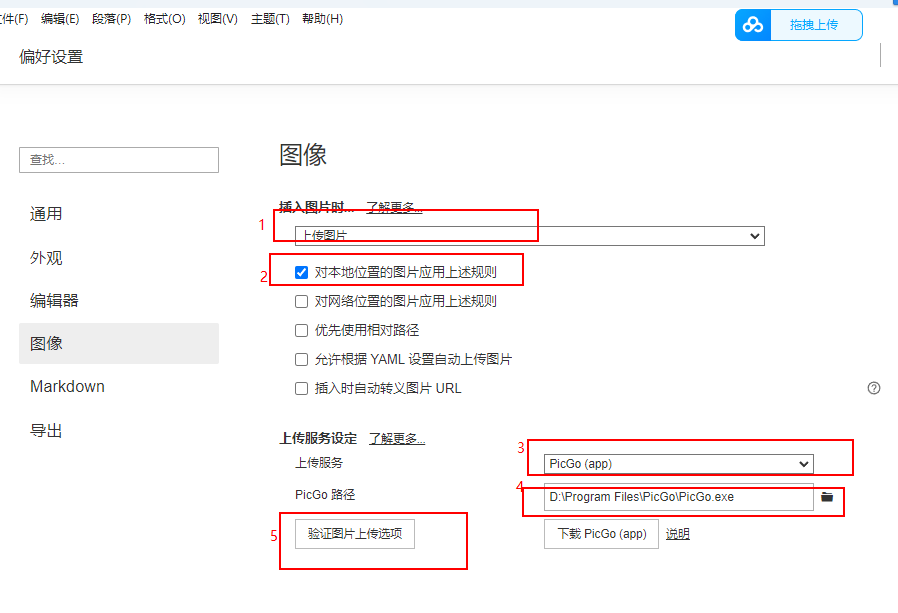 件(F) 编辑(E) 段落(P) 格式(O) 视图(V) 主题(T) 帮助(H)
拖拽上传
偏好设置
查找...
通用
外观
编辑器
图像
Markdown
导出
图像
插入图片时... 了解更多...
1
上传图片
2 对本地位置的图片应用上述规则
对网络位置的图片应用上述规则
优先使用相对路径
允许根据 YAML 设置自动上传图片
插入时自动转义图片 URL
上传服务设定 了解更多...
上传服务 3 PicGo (app)
PicGo 路径 4 D:\Program Files\PicGo\PicGo.exe
5 验证图片上传选项 下载 PicGo (app) 说明